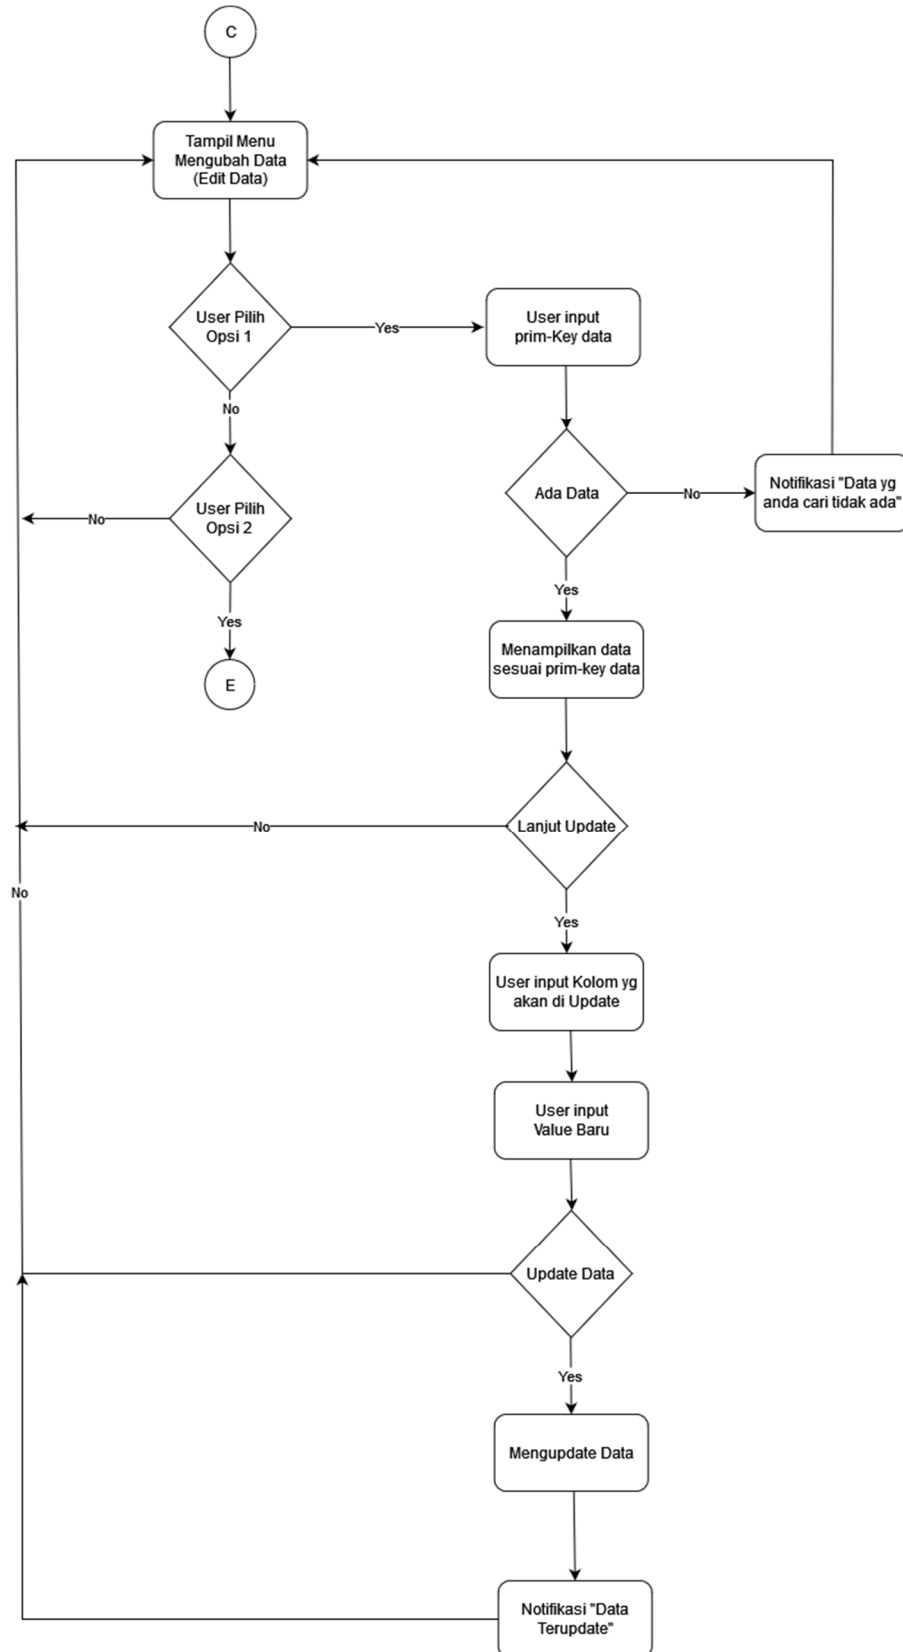 C
Tampil Menu
Mengubah Data
(Edit Data)
User Pilih
Opsi 1
Yes
User input
prim-Key data
No
User Pilih
Opsi 2
No
Yes
E
Ada Data
No
Notifikasi "Data yg
anda cari tidak ada"
Yes
Menampilkan data
sesuai prim-key data
Lanjut Update
No
No
Yes
User input Kolom yg
akan di Update
User input
Value Baru
Update Data
Yes
Mengupdate Data
Notifikasi "Data
Terupdate"